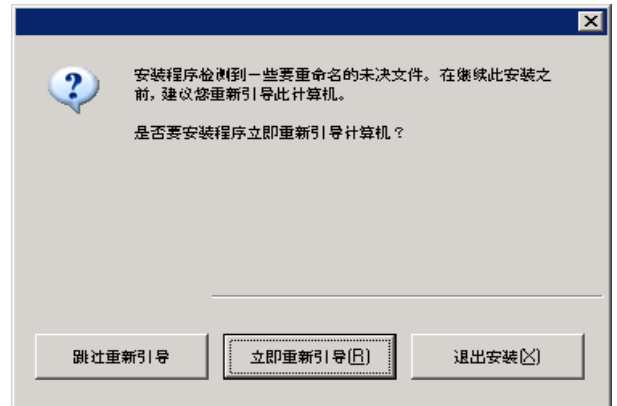 安装程序检测到一些要重命名的未决文件。在继续此安装之
前,建议您重新引导此计算机。
是否要安装程序立即重新引导计算机?
跳过重新引导 立即重新引导(R) 退出安装(X)